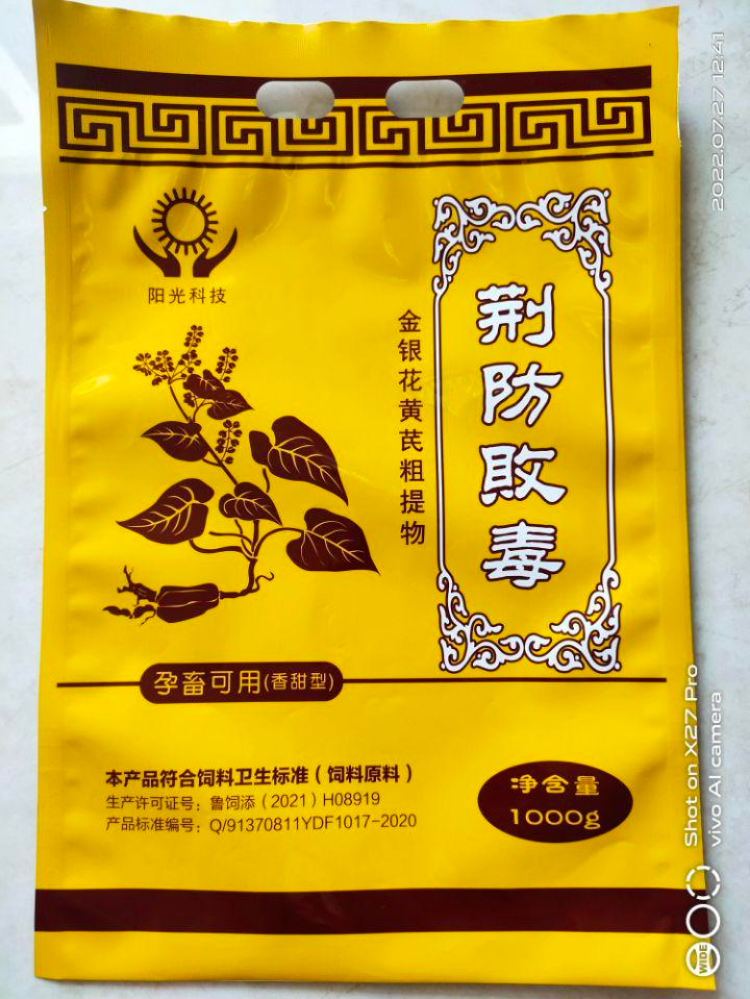 阳光科技
荆防敗毒
金银花黄芪粗提物
孕畜可用(香甜型)
本产品符合饲料卫生标准（饲料原料）
生产许可证号：鲁饲添（2021）H08919
产品标准编号：Q/91370811YDF1017-2020
净含量
1000g
2022.07.27 12:41
Shot on X27 Pro
vivo AI camera
WIDE